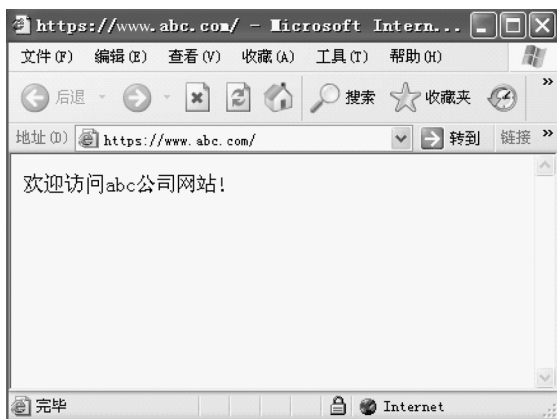 https://www.abc.com/ - Microsoft Intern...
文件(F) 编辑(E) 查看(V) 收藏(A) 工具(T) 帮助(H)
后退 搜索 收藏夹 »
地址(D) https://www.abc.com/ 转到 链接 »
欢迎访问abc公司网站!
完毕 Internet